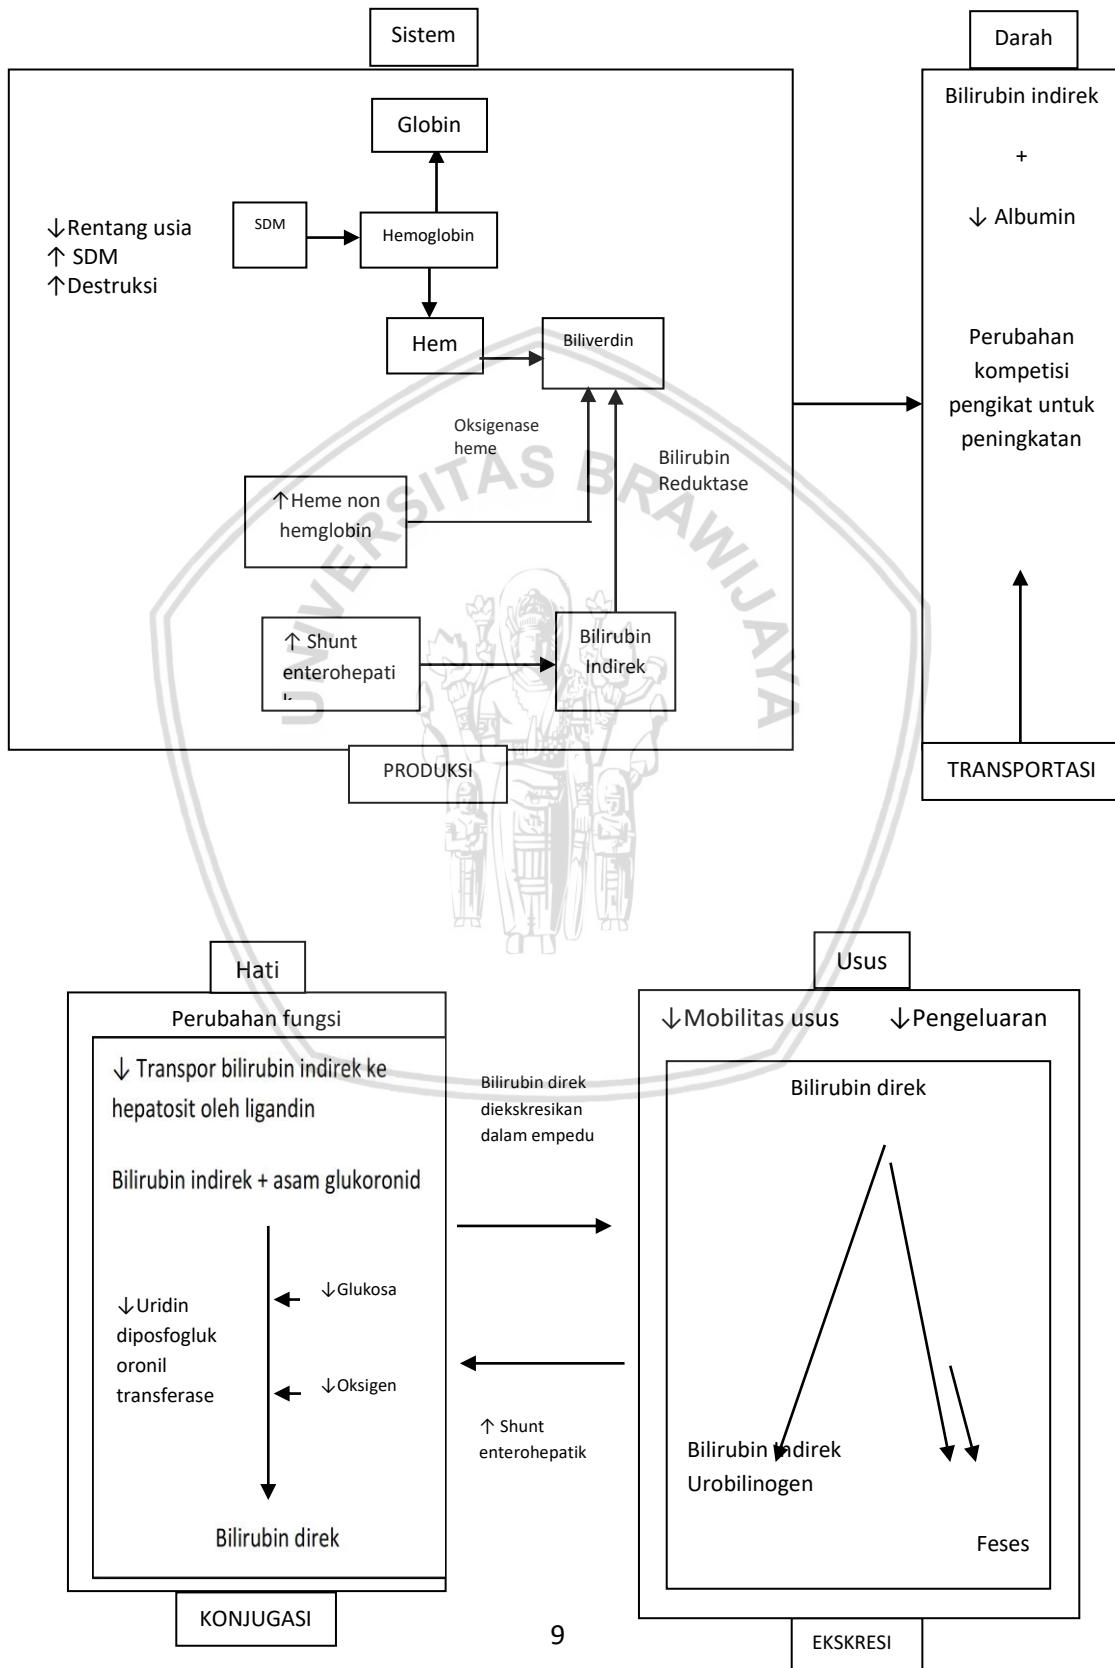 Sistem
Darah
Globin
SDM
Hemoglobin
↓Rentang usia
↑ SDM
↑Destruksi
Hem
Biliverdin
Oksigenase
heme
Bilirubin
Reduktase
↑Heme non
hemglobin
↑ Shunt
enterohepati
k
Bilirubin
Indirek
PRODUKSI
Bilirubin indirek
+
↓ Albumin
Perubahan
kompetisi
pengikat untuk
peningkatan
TRANSPORTASI
UNIVERSITAS BRAWIJAYA
Hati
Perubahan fungsi
↓ Transpor bilirubin indirek ke
hepatosit oleh ligandin
Bilirubin indirek + asam glukoronid
↓Uridin
diposfogluk
oronil
transferase
↓Glukosa
↓Oksigen
Bilirubin direk
KONJUGASI
Bilirubin direk
diekskresikan
dalam empedu
↑ Shunt
enterohepatik
Usus
↓Mobilitas usus ↓Pengeluaran
Bilirubin direk
Bilirubin Indirek
Urobilinogen
Feses
EKSKRESI
9